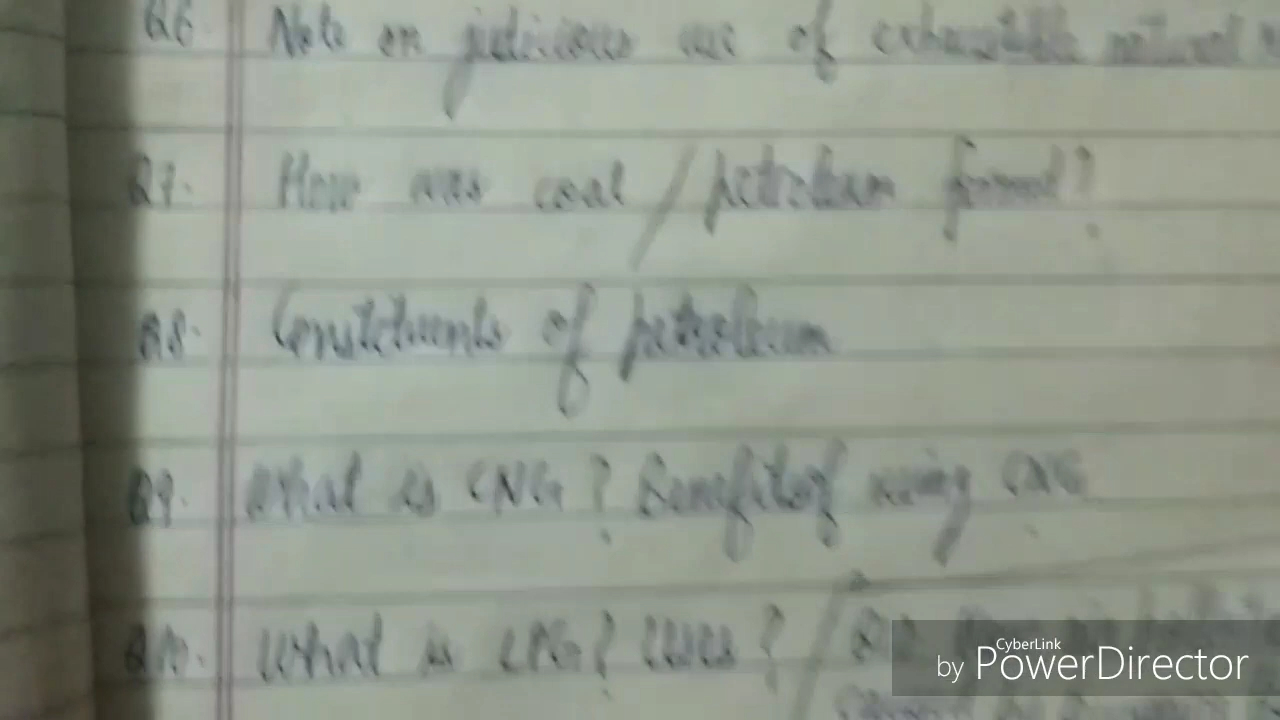 Q6. Note on judicious use of exhaustible natural
Q7. How was coal / petroleum formed?
Q8. Constituents of petroleum
Q9. What is CNG? Benefits of using CNG
Q10. What is LPG? Uses?
by CyberLink PowerDirector